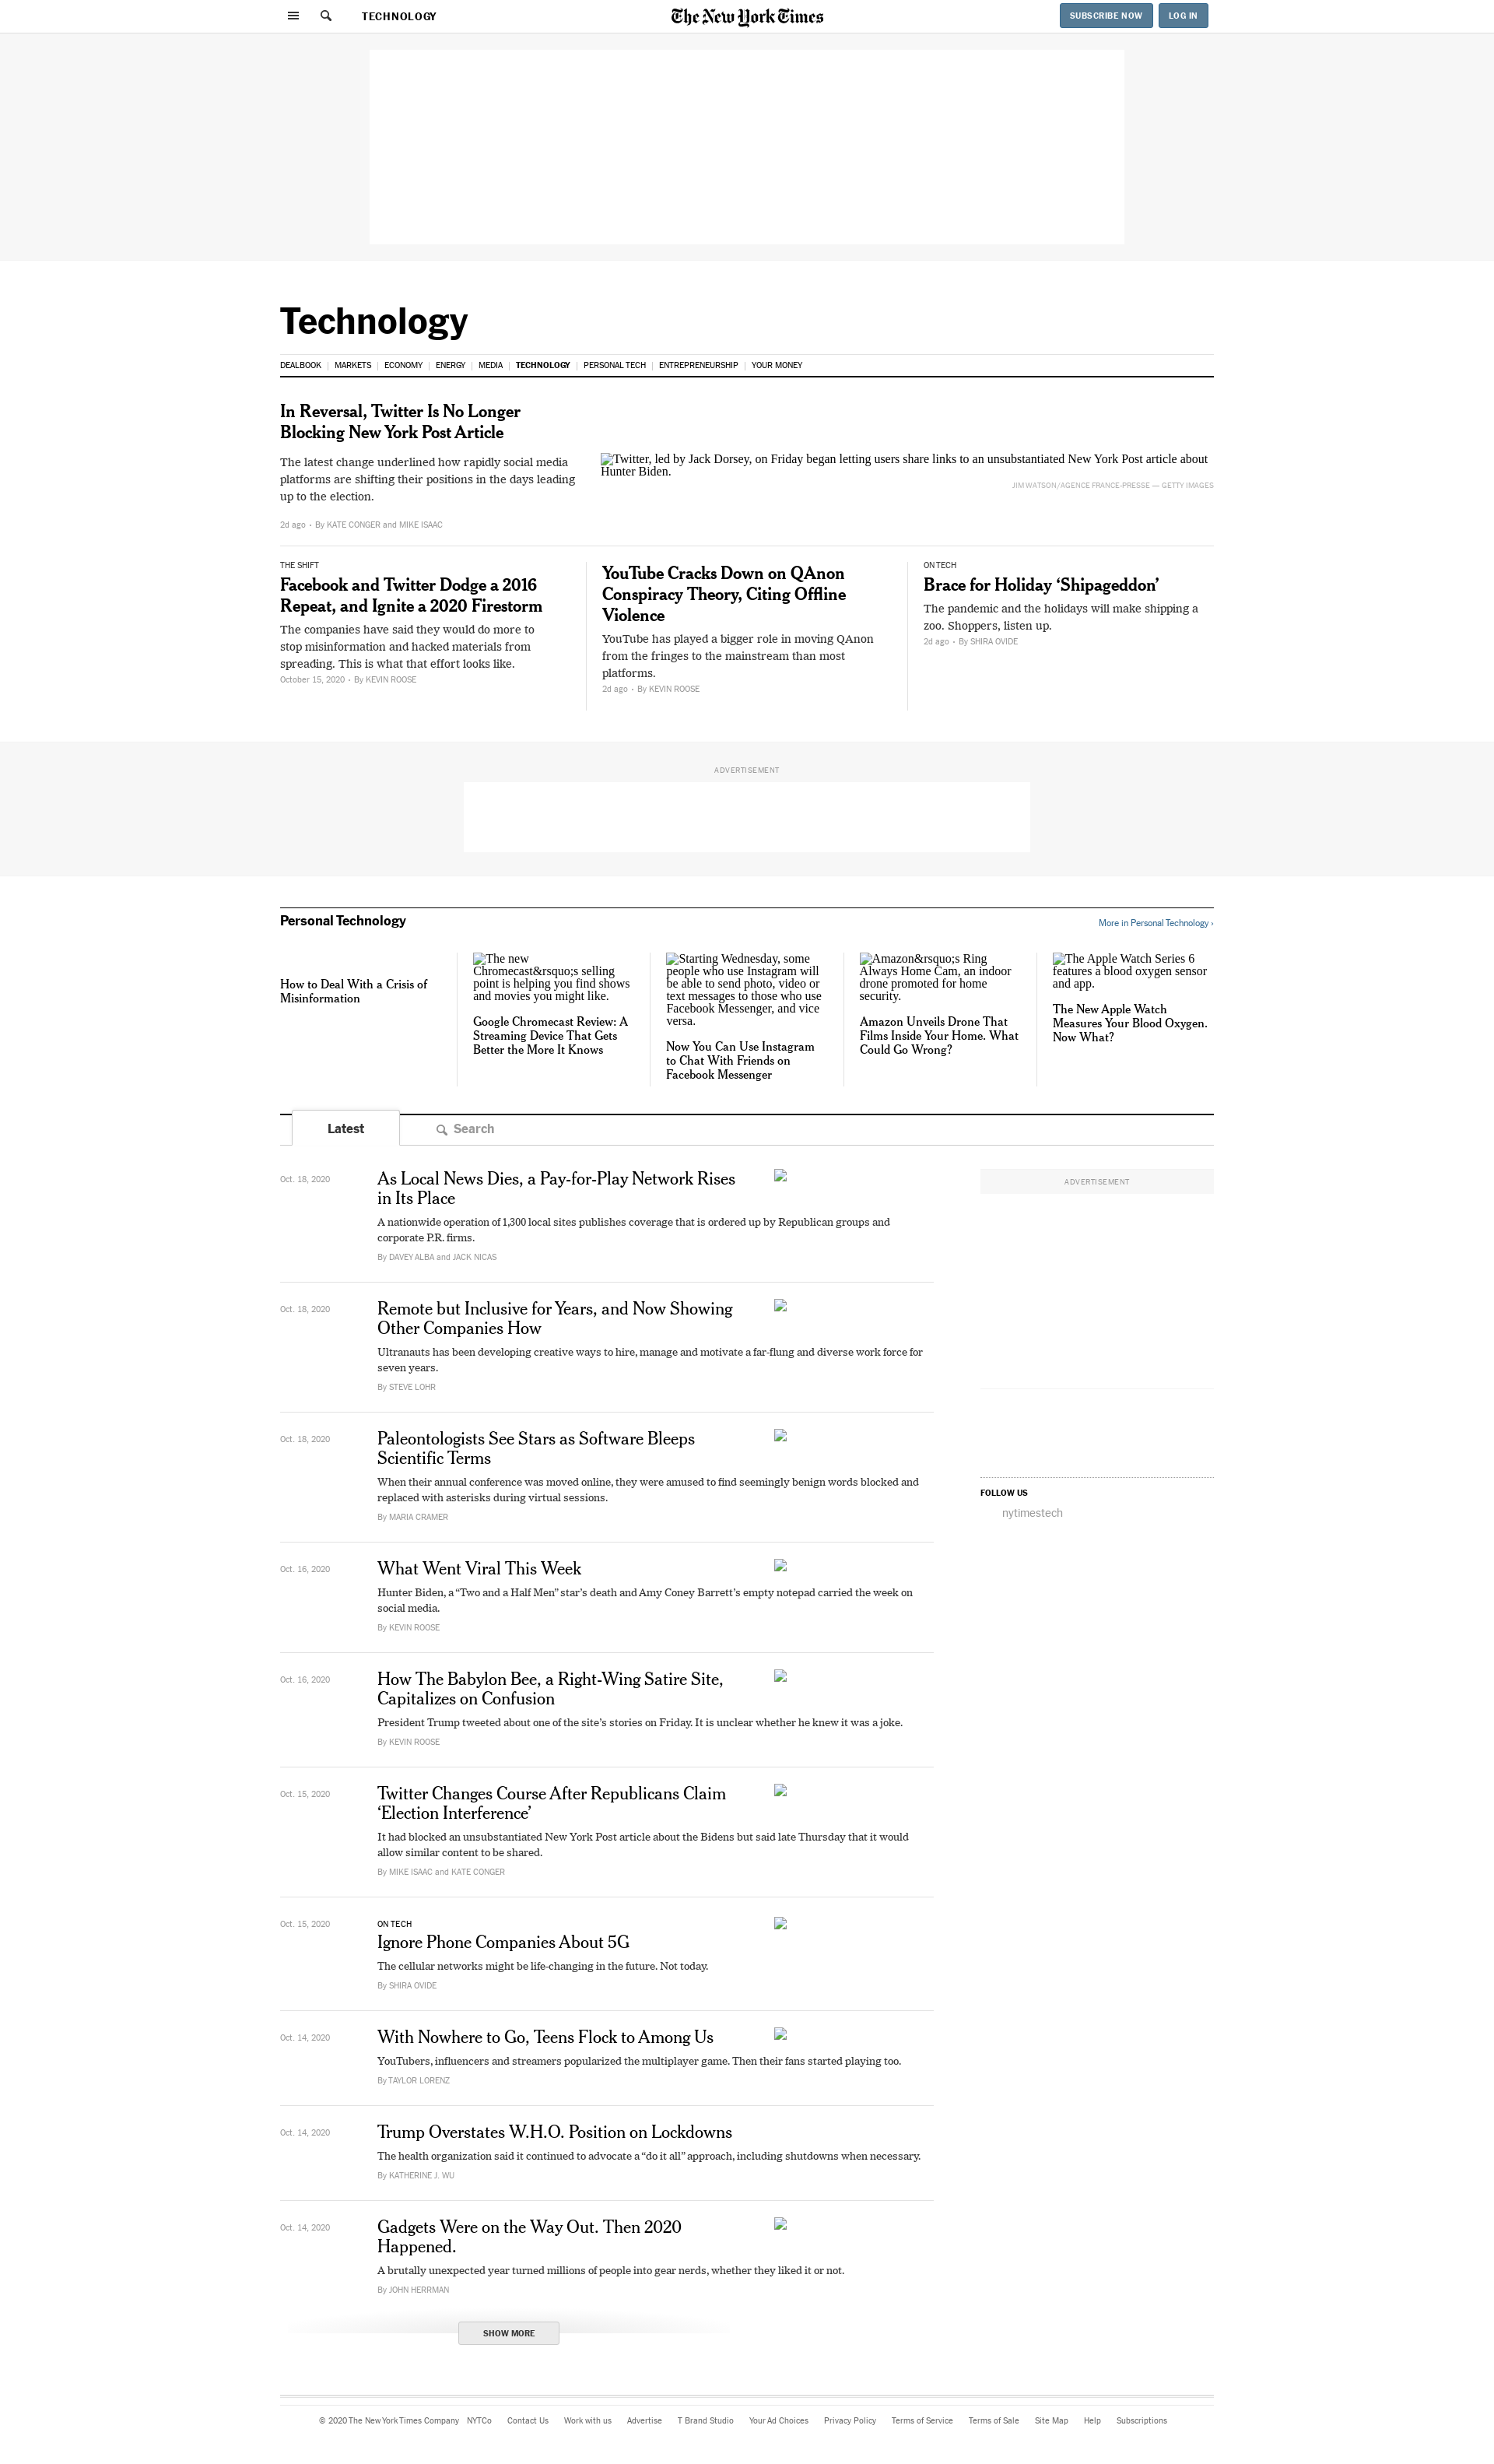 TECHNOLOGY
The New York Times
SUBSCRIBE NOW
LOG IN
Technology
DEALBOOK | MARKETS | ECONOMY | ENERGY | MEDIA | TECHNOLOGY | PERSONAL TECH | ENTREPRENEURSHIP | YOUR MONEY
In Reversal, Twitter Is No Longer
Blocking New York Post Article
The latest change underlined how rapidly social media
platforms are shifting their positions in the days leading
up to the election.
2d ago • By KATE CONGER and MIKE ISAAC
Twitter, led by Jack Dorsey, on Friday began letting users share links to an unsubstantiated New York Post article about
Hunter Biden.
JIM WATSON/AGENCE FRANCE-PRESSE — GETTY IMAGES
THE SHIFT
Facebook and Twitter Dodge a 2016
Repeat, and Ignite a 2020 Firestorm
The companies have said they would do more to
stop misinformation and hacked materials from
spreading. This is what that effort looks like.
October 15, 2020 • By KEVIN ROOSE
YouTube Cracks Down on QAnon
Conspiracy Theory, Citing Offline
Violence
YouTube has played a bigger role in moving QAnon
from the fringes to the mainstream than most
platforms.
2d ago • By KEVIN ROOSE
ON TECH
Brace for Holiday ‘Shipageddon’
The pandemic and the holidays will make shipping a
zoo. Shoppers, listen up.
2d ago • By SHIRA OVIDE
ADVERTISEMENT
Personal Technology
More in Personal Technology ›
How to Deal With a Crisis of
Misinformation
The new
Chromecast&rsquo;s selling
point is helping you find shows
and movies you might like.
Google Chromecast Review: A
Streaming Device That Gets
Better the More It Knows
Starting Wednesday, some
people who use Instagram will
be able to send photo, video or
text messages to those who use
Facebook Messenger, and vice
versa.
Now You Can Use Instagram
to Chat With Friends on
Facebook Messenger
Amazon&rsquo;s Ring
Always Home Cam, an indoor
drone promoted for home
security.
Amazon Unveils Drone That
Films Inside Your Home. What
Could Go Wrong?
The Apple Watch Series 6
features a blood oxygen sensor
and app.
The New Apple Watch
Measures Your Blood Oxygen.
Now What?
Latest
Search
Oct. 18, 2020
As Local News Dies, a Pay-for-Play Network Rises
in Its Place
A nationwide operation of 1,300 local sites publishes coverage that is ordered up by Republican groups and
corporate P.R. firms.
By DAVEY ALBA and JACK NICAS
ADVERTISEMENT
Oct. 18, 2020
Remote but Inclusive for Years, and Now Showing
Other Companies How
Ultranauts has been developing creative ways to hire, manage and motivate a far-flung and diverse work force for
seven years.
By STEVE LOHR
Oct. 18, 2020
Paleontologists See Stars as Software Bleeps
Scientific Terms
When their annual conference was moved online, they were amused to find seemingly benign words blocked and
replaced with asterisks during virtual sessions.
By MARIA CRAMER
FOLLOW US
nytimestech
Oct. 16, 2020
What Went Viral This Week
Hunter Biden, a “Two and a Half Men” star’s death and Amy Coney Barrett’s empty notepad carried the week on
social media.
By KEVIN ROOSE
Oct. 16, 2020
How The Babylon Bee, a Right-Wing Satire Site,
Capitalizes on Confusion
President Trump tweeted about one of the site’s stories on Friday. It is unclear whether he knew it was a joke.
By KEVIN ROOSE
Oct. 15, 2020
Twitter Changes Course After Republicans Claim
‘Election Interference’
It had blocked an unsubstantiated New York Post article about the Bidens but said late Thursday that it would
allow similar content to be shared.
By MIKE ISAAC and KATE CONGER
Oct. 15, 2020
ON TECH
Ignore Phone Companies About 5G
The cellular networks might be life-changing in the future. Not today.
By SHIRA OVIDE
Oct. 14, 2020
With Nowhere to Go, Teens Flock to Among Us
YouTubers, influencers and streamers popularized the multiplayer game. Then their fans started playing too.
By TAYLOR LORENZ
Oct. 14, 2020
Trump Overstates W.H.O. Position on Lockdowns
The health organization said it continued to advocate a “do it all” approach, including shutdowns when necessary.
By KATHERINE J. WU
Oct. 14, 2020
Gadgets Were on the Way Out. Then 2020
Happened.
A brutally unexpected year turned millions of people into gear nerds, whether they liked it or not.
By JOHN HERRMAN
SHOW MORE
© 2020 The New York Times Company NYTCo Contact Us Work with us Advertise T Brand Studio Your Ad Choices Privacy Policy Terms of Service Terms of Sale Site Map Help Subscriptions